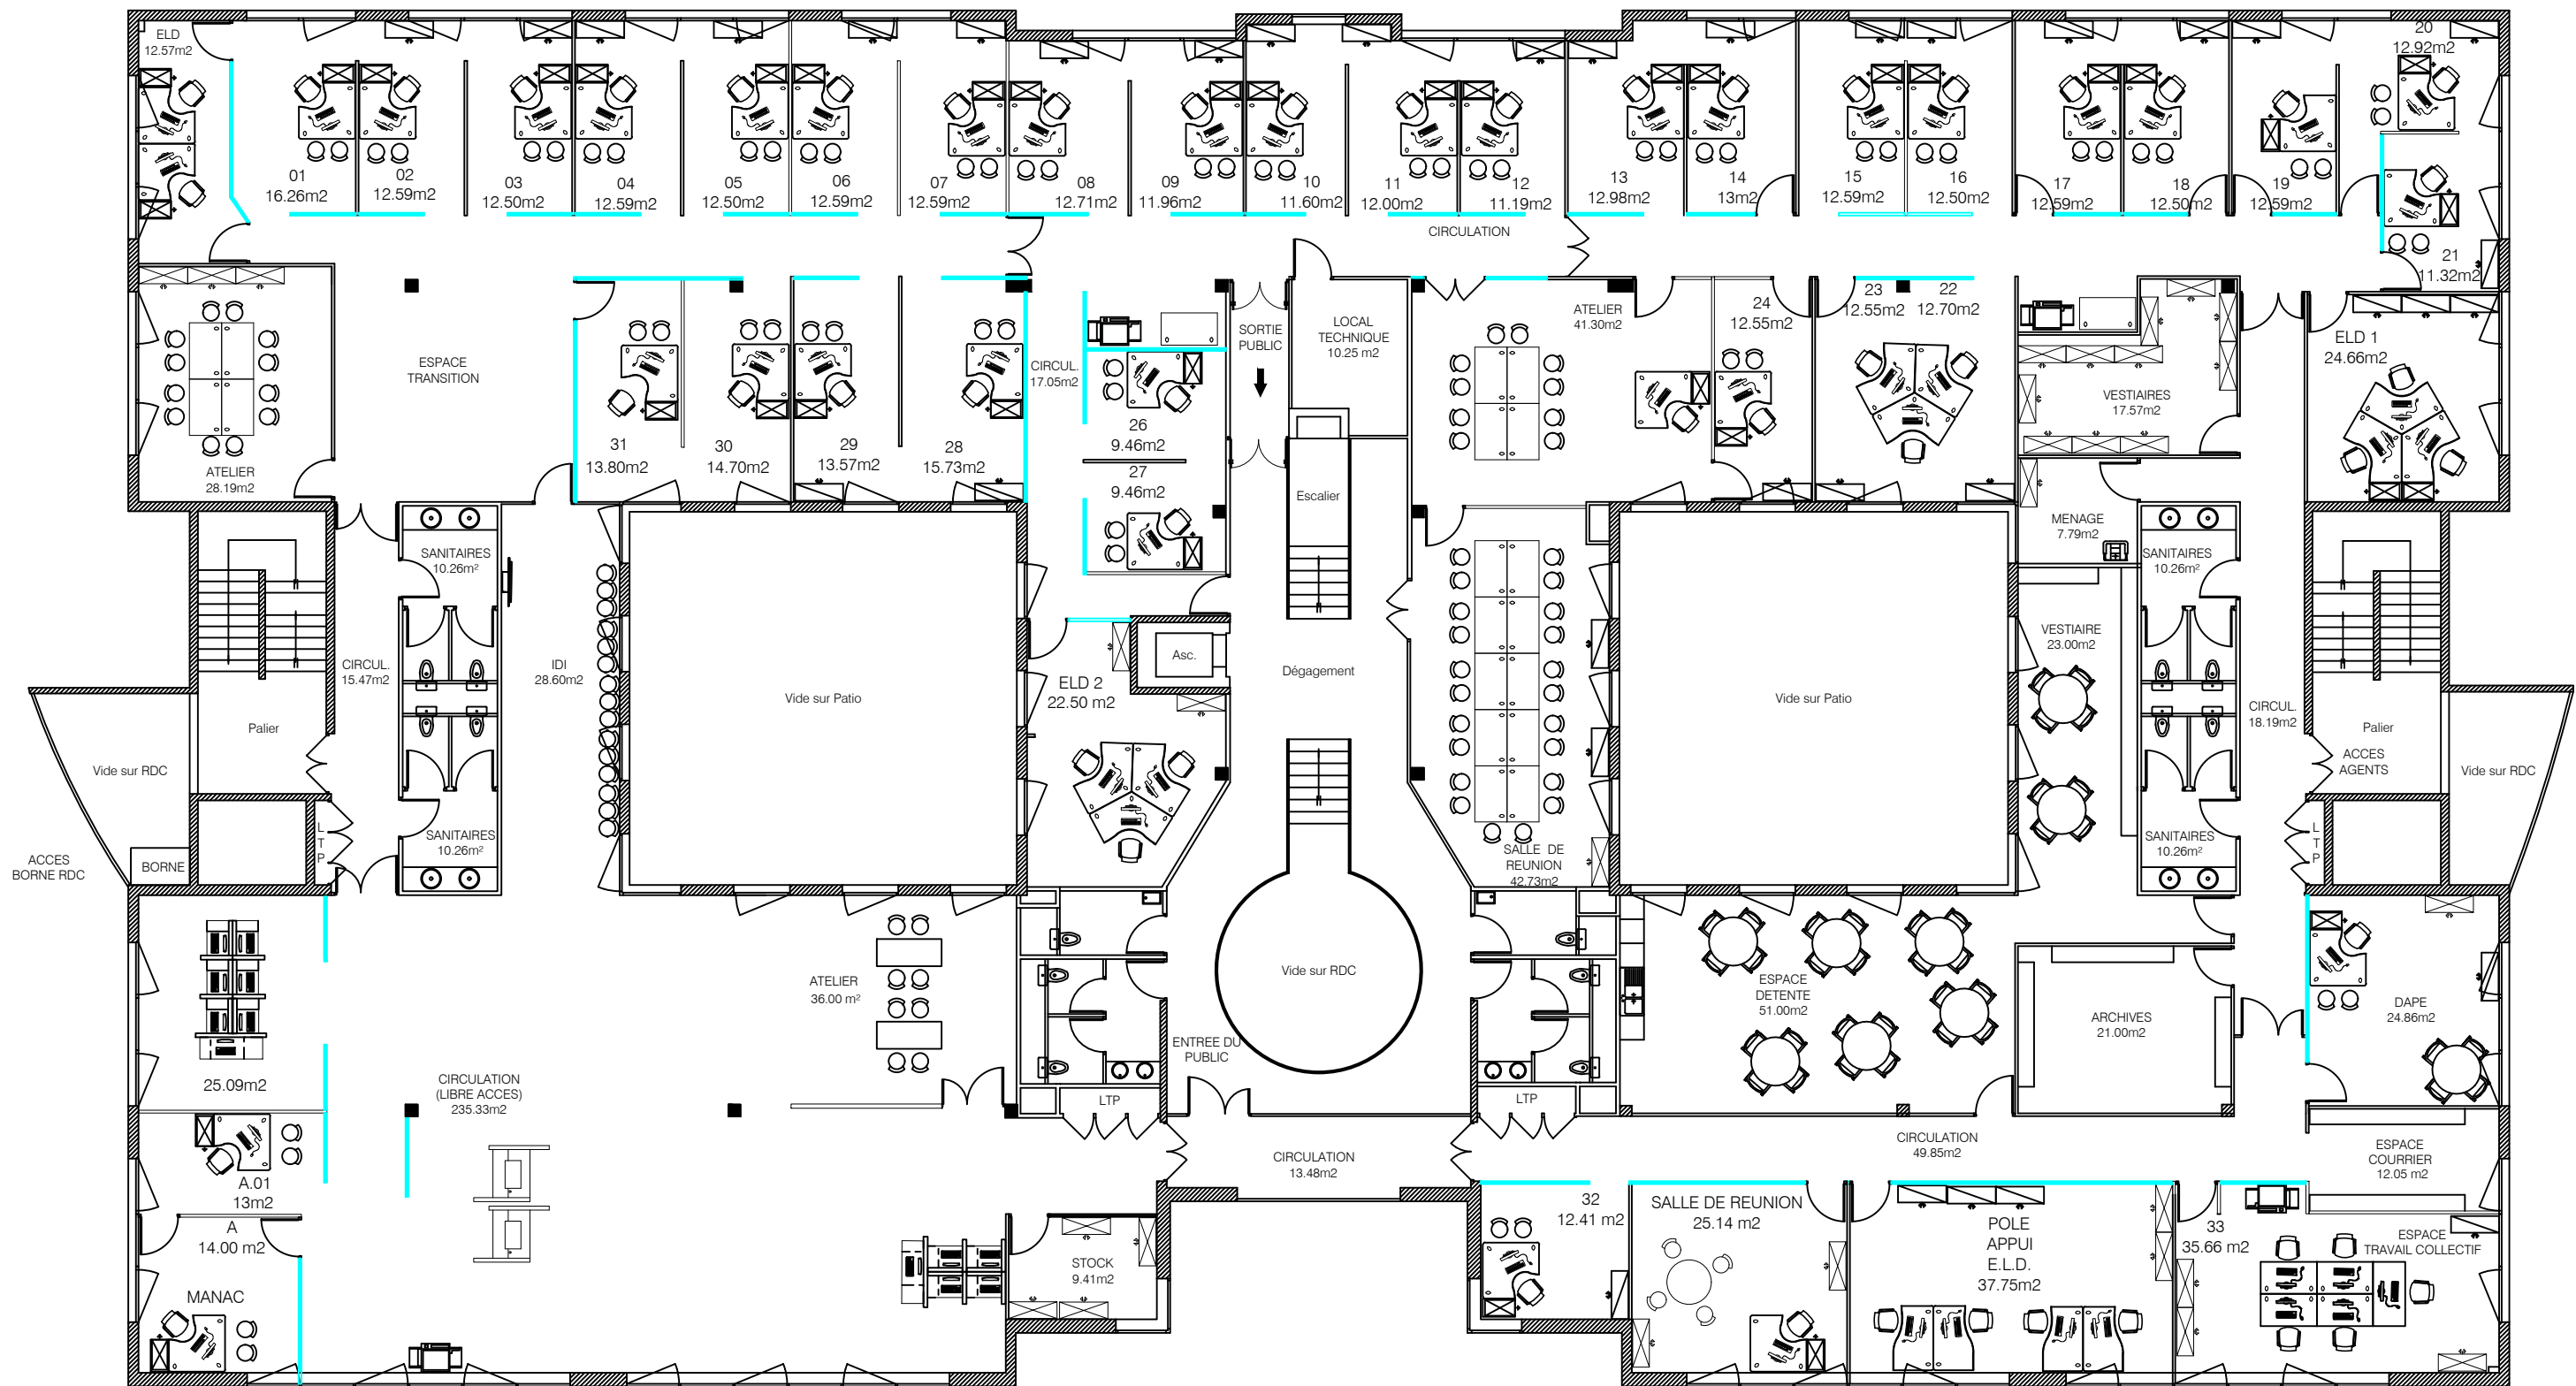 ELD
12.57m2
01
16.26m2
02
12.59m2
03
12.50m2
04
12.59m2
05
12.50m2
06
12.59m2
07
12.59m2
08
12.71m2
09
11.96m2
10
11.60m2
11
12.00m2
12
11.19m2
13
12.98m2
14
13m2
15
12.59m2
16
12.50m2
17
12.59m2
18
12.50m2
19
12.59m2
20
12.92m2
21
11.32m2
CIRCULATION
ATELIER
28.19m2
ESPACE
TRANSITION
31
13.80m2
30
14.70m2
29
13.57m2
28
15.73m2
CIRCUL.
17.05m2
26
9.46m2
27
9.46m2
SORTIE
PUBLIC
LOCAL
TECHNIQUE
10.25 m2
Escalier
ATELIER
41.30m2
24
12.55m2
23
12.55m2
22
12.70m2
VESTIAIRES
17.57m2
ELD 1
24.66m2
MENAGE
7.79m2
SANITAIRES
10.26m²
SANITAIRES
10.26m²
CIRCUL.
15.47m2
IDI
28.60m2
Vide sur Patio
ELD 2
22.50 m2
Asc.
Dégagement
Vide sur Patio
VESTIAIRE
23.00m2
CIRCUL.
18.19m2
Palier
Palier
ACCES
AGENTS
Vide sur RDC
Vide sur RDC
ACCES
BORNE RDC
BORNE
LTP
SANITAIRES
10.26m²
SALLE DE
REUNION
42.73m2
SANITAIRES
10.26m²
LTP
25.09m2
ATELIER
36.00 m²
Vide sur RDC
ESPACE
DETENTE
51.00m2
ARCHIVES
21.00m2
DAPE
24.86m2
ENTREE DU
PUBLIC
CIRCULATION
(LIBRE ACCES)
235.33m2
LTP
LTP
A.01
13m2
A
14.00 m2
MANAC
CIRCULATION
13.48m2
CIRCULATION
49.85m2
ESPACE
COURRIER
12.05 m2
STOCK
9.41m2
32
12.41 m2
SALLE DE REUNION
25.14 m2
POLE
APPUI
E.L.D.
37.75m2
33
35.66 m2
ESPACE
TRAVAIL COLLECTIF